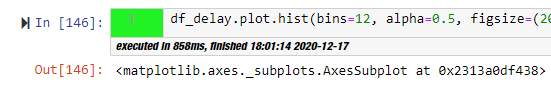 In [146]: 1 df_delay.plot.hist(bins=12, alpha=0.5, figsize=(20
executed in 858ms, finished 18:01:14 2020-12-17
Out[146]: <matplotlib.axes._subplots.AxesSubplot at 0x2313a0df438>